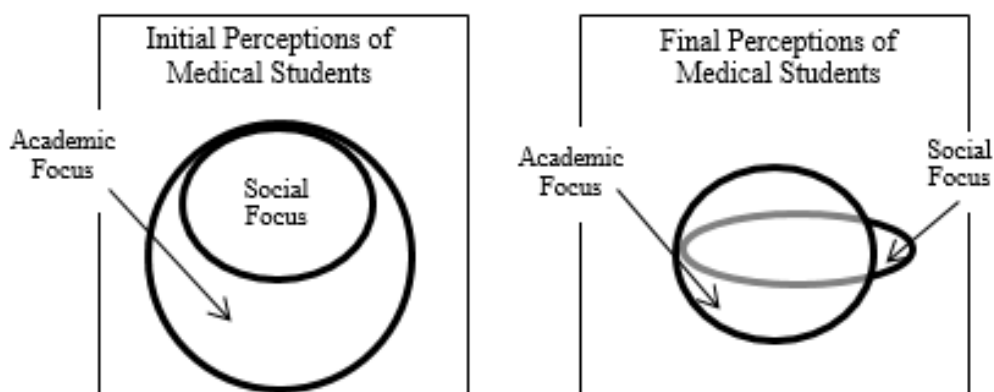 Initial Perceptions of
Medical Students
Academic
Focus
Social
Focus
Final Perceptions of
Medical Students
Academic
Focus
Social
Focus